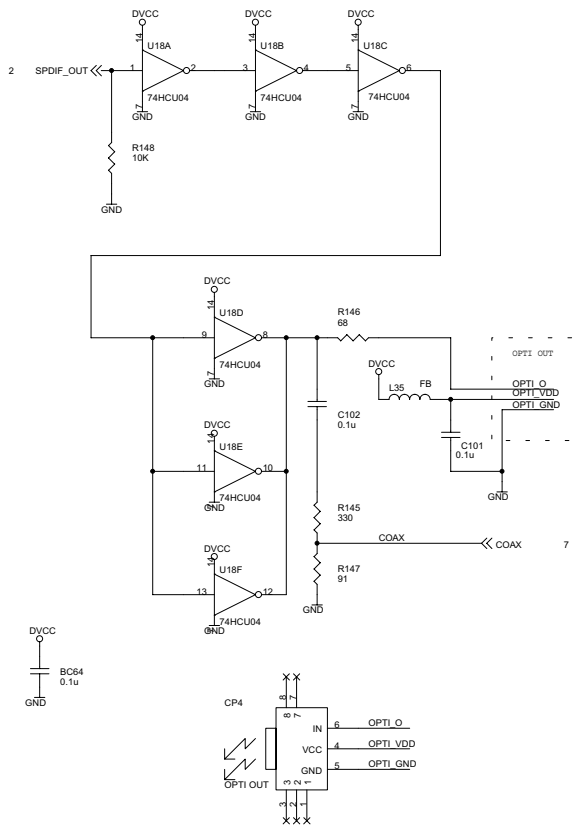 DVCC DVCC DVCC
14 U18A 14 U18B 14 U18C
2 SPDIF_OUT 1 2 3 4 5 6
74HCU04 74HCU04 74HCU04
7 7 7
GND GND GND
R148
10K
GND
DVCC
14 U18D
9 8
74HCU04
7
GND
R146
68
OPTI OUT
DVCC
L35 FB
OPTI_O
OPTI_VDD
OPTI_GND
C102
0.1u
C101
0.1u
GND
DVCC
14 U18E
11 10
74HCU04
GND
R145
330
COAX COAX 7
DVCC
14 U18F
13 12
74HCU04
GND
R147
91
GND
DVCC
BC64
0.1u
GND
CP4
8 7
8 7
IN 6 OPTI_O
VCC 4 OPTI_VDD
GND 5 OPTI_GND
OPTI OUT
3 2 1
3 2 1